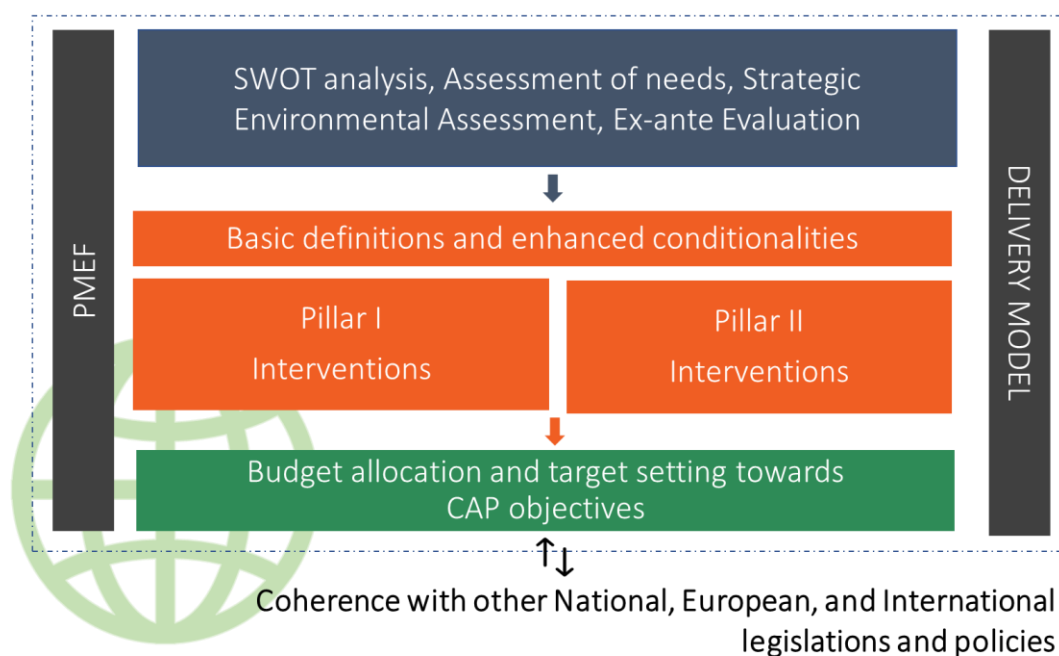 SWOT analysis, Assessment of needs, Strategic
Environmental Assessment, Ex-ante Evaluation
PMEF
DELIVERY MODEL
Basic definitions and enhanced conditionalities
Pillar I
Interventions
Pillar II
Interventions
Budget allocation and target setting towards
CAP objectives
Coherence with other National, European, and International
legislations and policies